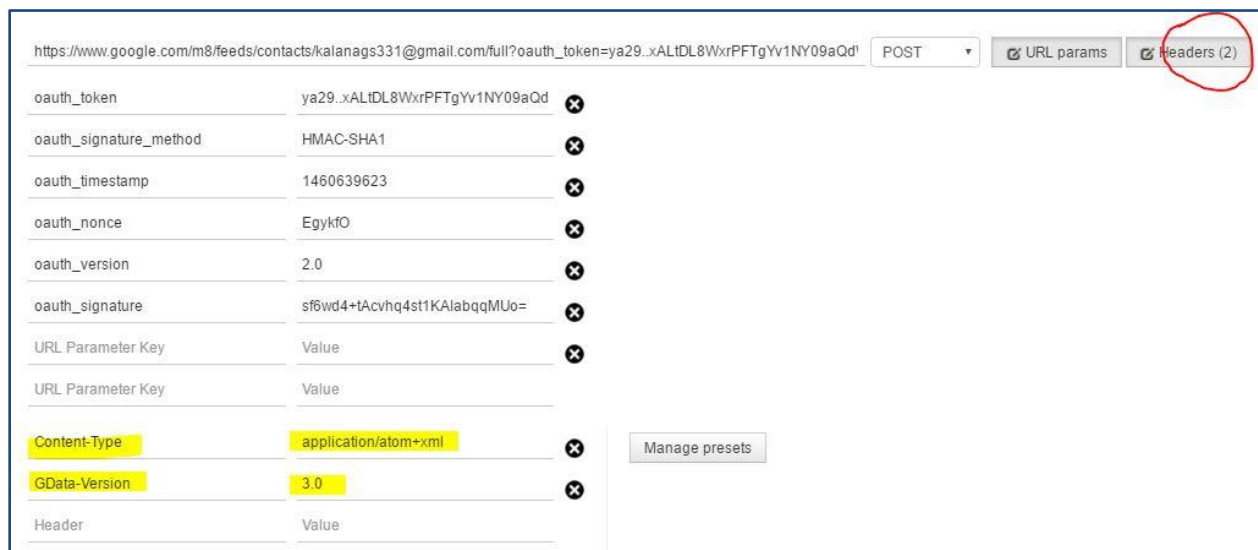 https://www.google.com/m8/feeds/contacts/kalanags331@gmail.com/full?oauth_token=ya29..xALtDL8WxrPFTgYv1NY09aQd POST URL params Headers (2)
oauth_token ya29..xALtDL8WxrPFTgYv1NY09aQd
oauth_signature_method HMAC-SHA1
oauth_timestamp 1460639623
oauth_nonce EgykfO
oauth_version 2.0
oauth_signature sf6wd4+tAcvhq4st1KAlabqqMUo=
URL Parameter Key Value
URL Parameter Key Value
Content-Type application/atom+xml Manage presets
GData-Version 3.0
Header Value